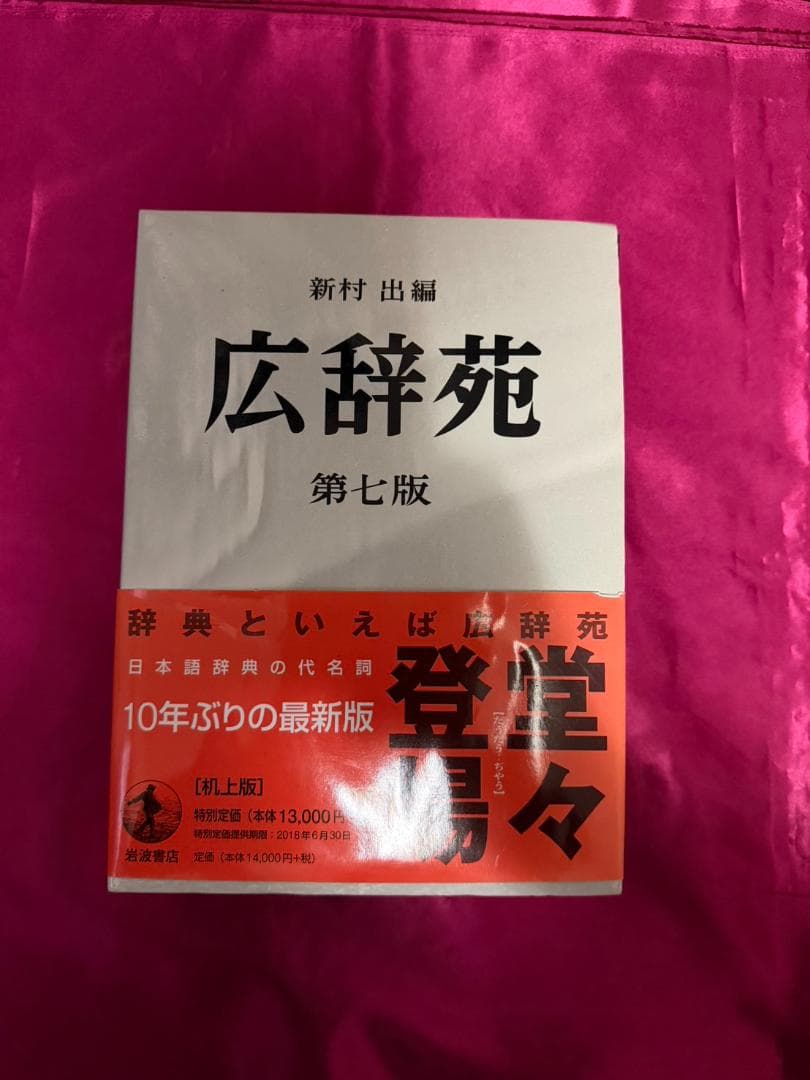 新村 出編
広辞苑
第七版
辞典といえば広辞苑
日本語辞典の代名詞
10年ぶりの最新版
堂々
登場
[机上版]
特別定価（本体13,000円
特別定価提供期限：2018年6月30日
定価（本体14,000円+税）
岩波書店